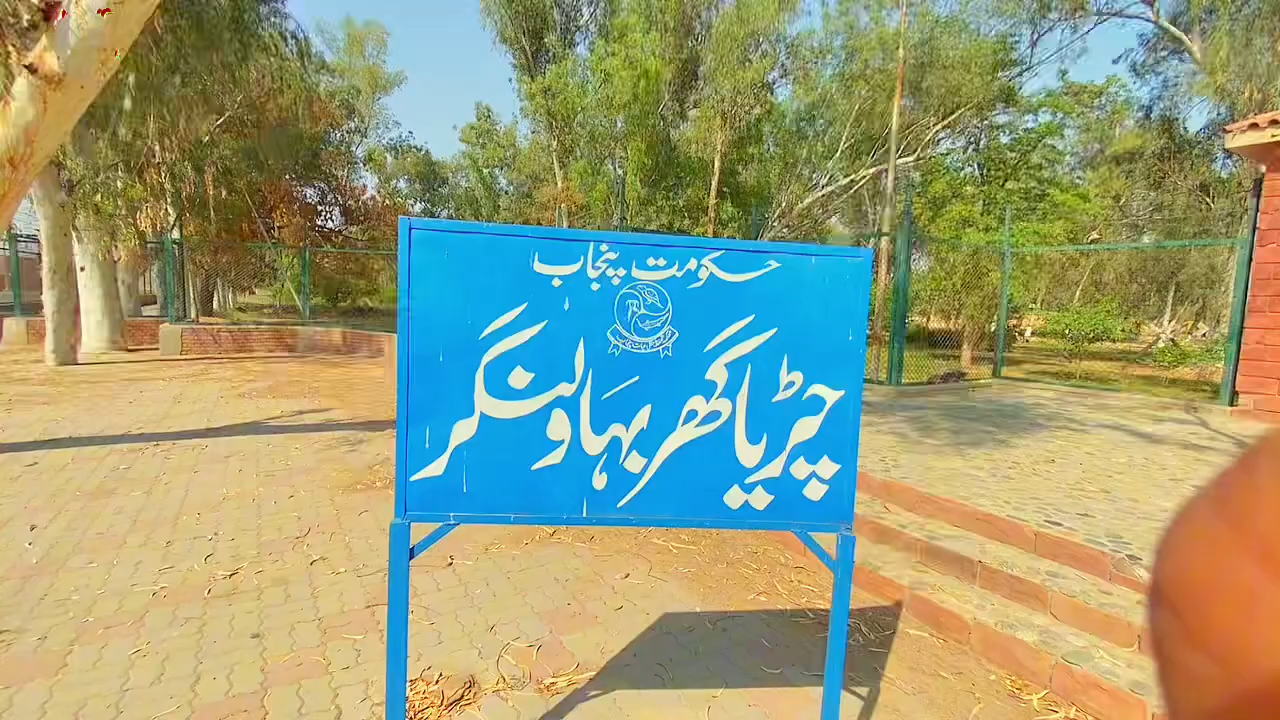 حکومت پنجاب
چڑیا گھر بہاولنگر